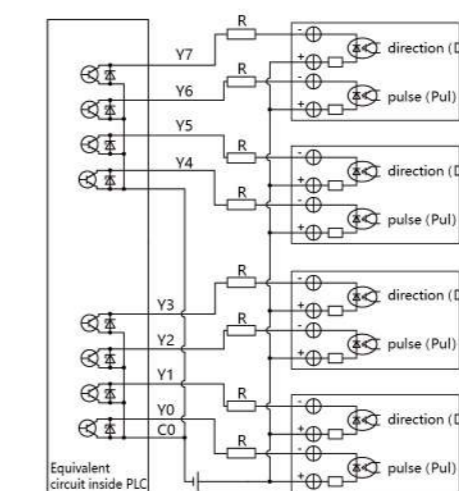 R
- direction (D
Y7
+
R
Y6
- pulse (Pul)
+
R
Y5
- direction (D
+
R
Y4
- pulse (Pul)
+
R
Y3
- direction (D
+
R
Y2
- pulse (Pul)
+
R
Y1
- direction (D
+
R
Y0
C0
- pulse (Pul)
+
Equivalent
circuit inside PLC